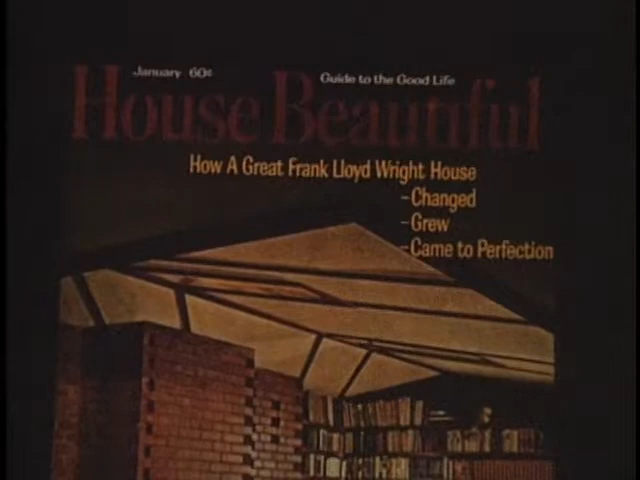 January 60¢
Guide to the Good Life
House Beautiful
How A Great Frank Lloyd Wright House
-Changed
-Grew
-Came to Perfection